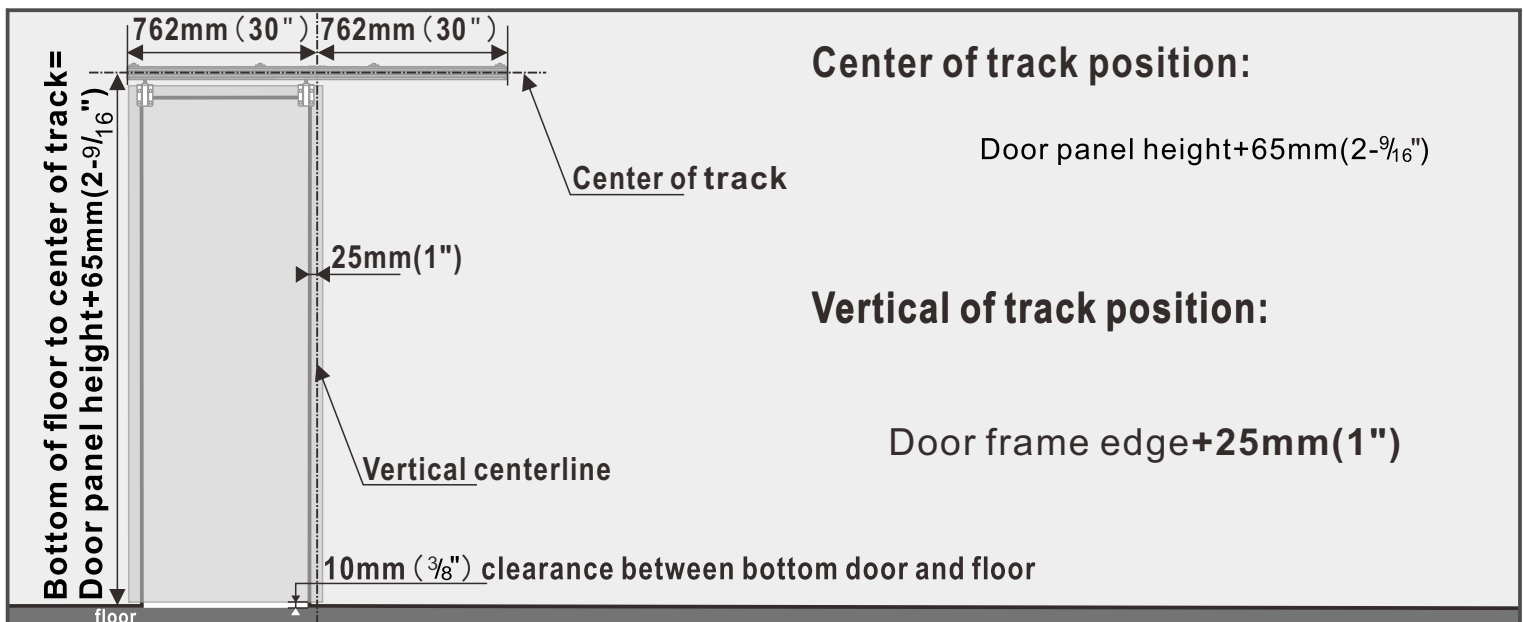 762mm（30"）762mm（30"）
Bottom of floor to center of track=
Door panel height+65mm(2-9/16")
Center of track position:
Door panel height+65mm(2-9/16")
Center of track
25mm(1")
Vertical of track position:
Door frame edge+25mm(1")
Vertical centerline
10mm（3/8"）clearance between bottom door and floor
floor